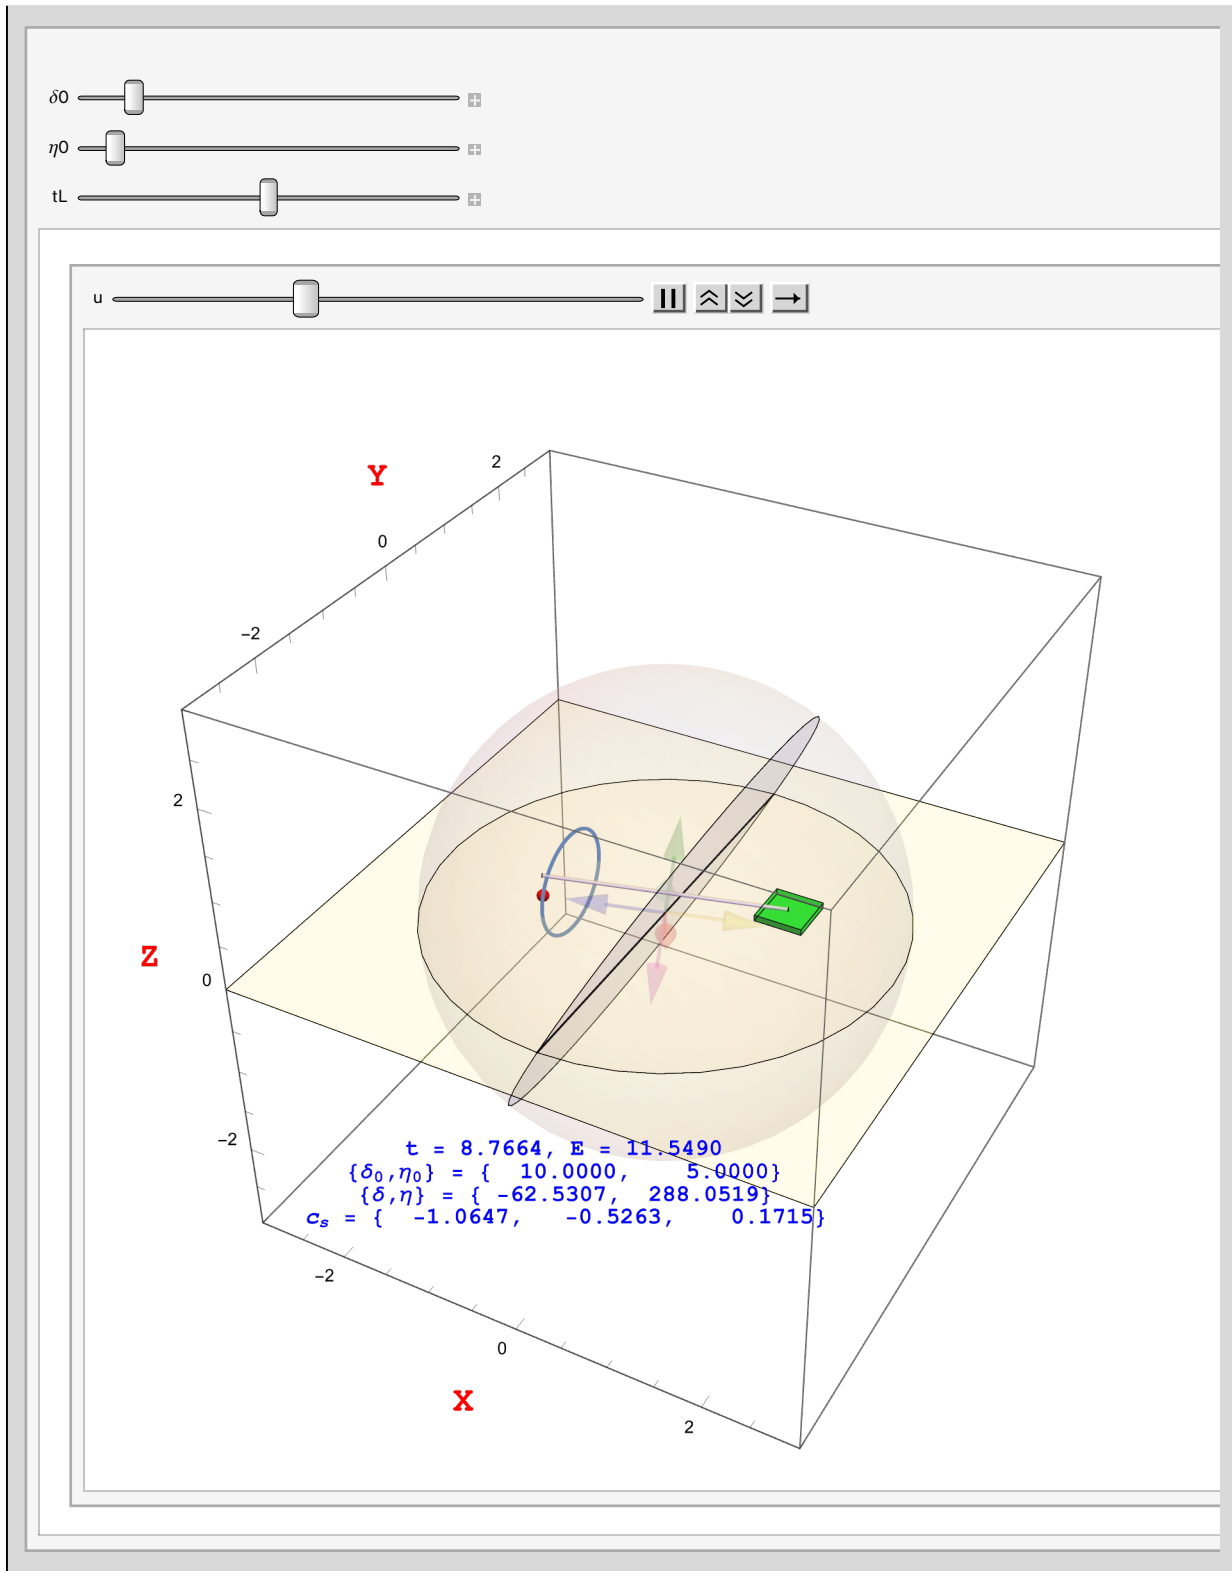 δ0
η0
tL
u
Y
2
0
−2
2
Z
0
−2
t = 8.7664, E = 11.5490
{δ₀,η₀} = { 10.0000, 5.0000}
{δ,η} = { -62.5307, 288.0519}
cₛ = { -1.0647, -0.5263, 0.1715}
−2
0
X
2